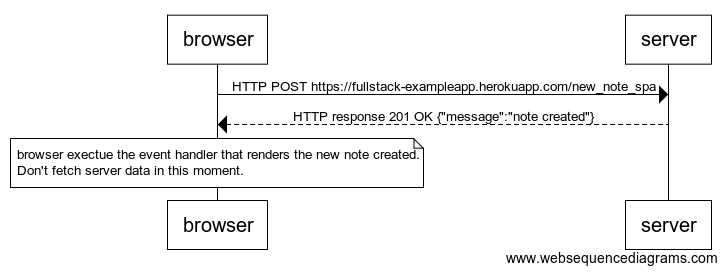 browser
server
HTTP POST https://fullstack-exampleapp.herokuapp.com/new_note_spa
HTTP response 201 OK {"message":"note created"}
browser exectue the event handler that renders the new note created.
Don't fetch server data in this moment.
browser
server
www.websequencediagrams.com